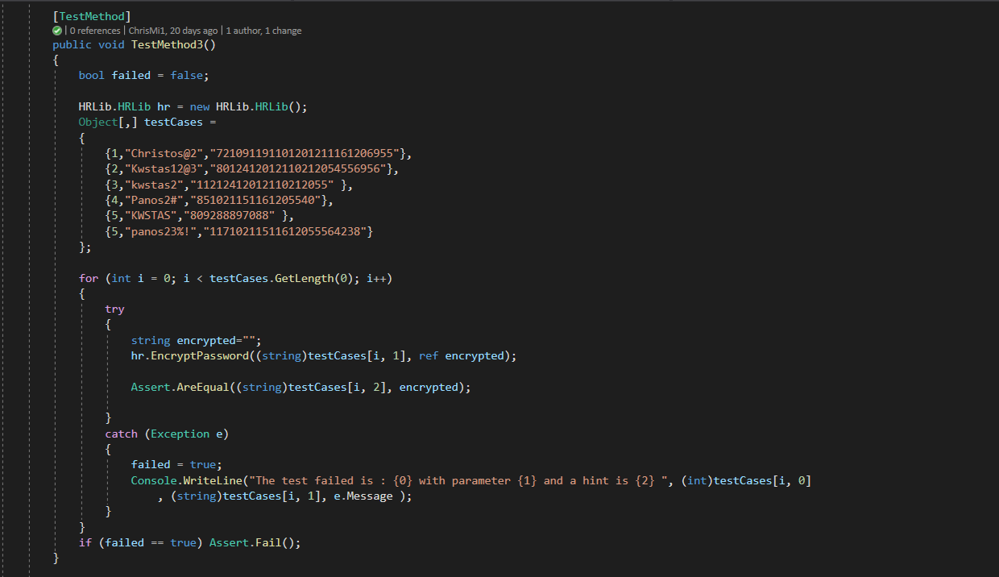 [TestMethod]
| 0 references | ChrisMi1, 20 days ago | 1 author, 1 change
public void TestMethod3()
{
bool failed = false;
HRLib.HRLib hr = new HRLib.HRLib();
Object[,] testCases =
{
{1,"Christos@2","7210911911012012111612069​55"},
{2,"Kwstas12@3","8012412012110212054556956"},
{3,"kwstas2","11212412012110212055" },
{4,"Panos2#","851021151161205540"},
{5,"KWSTAS","809288897088" },
{5,"panos23%!","11710211511612055564238"}
};
for (int i = 0; i < testCases.GetLength(0); i++)
{
try
{
string encrypted="";
hr.EncryptPassword((string)testCases[i, 1], ref encrypted);
Assert.AreEqual((string)testCases[i, 2], encrypted);
}
catch (Exception e)
{
failed = true;
Console.WriteLine("The test failed is : {0} with parameter {1} and a hint is {2} ", (int)testCases[i, 0]
, (string)testCases[i, 1], e.Message );
}
}
if (failed == true) Assert.Fail();
}